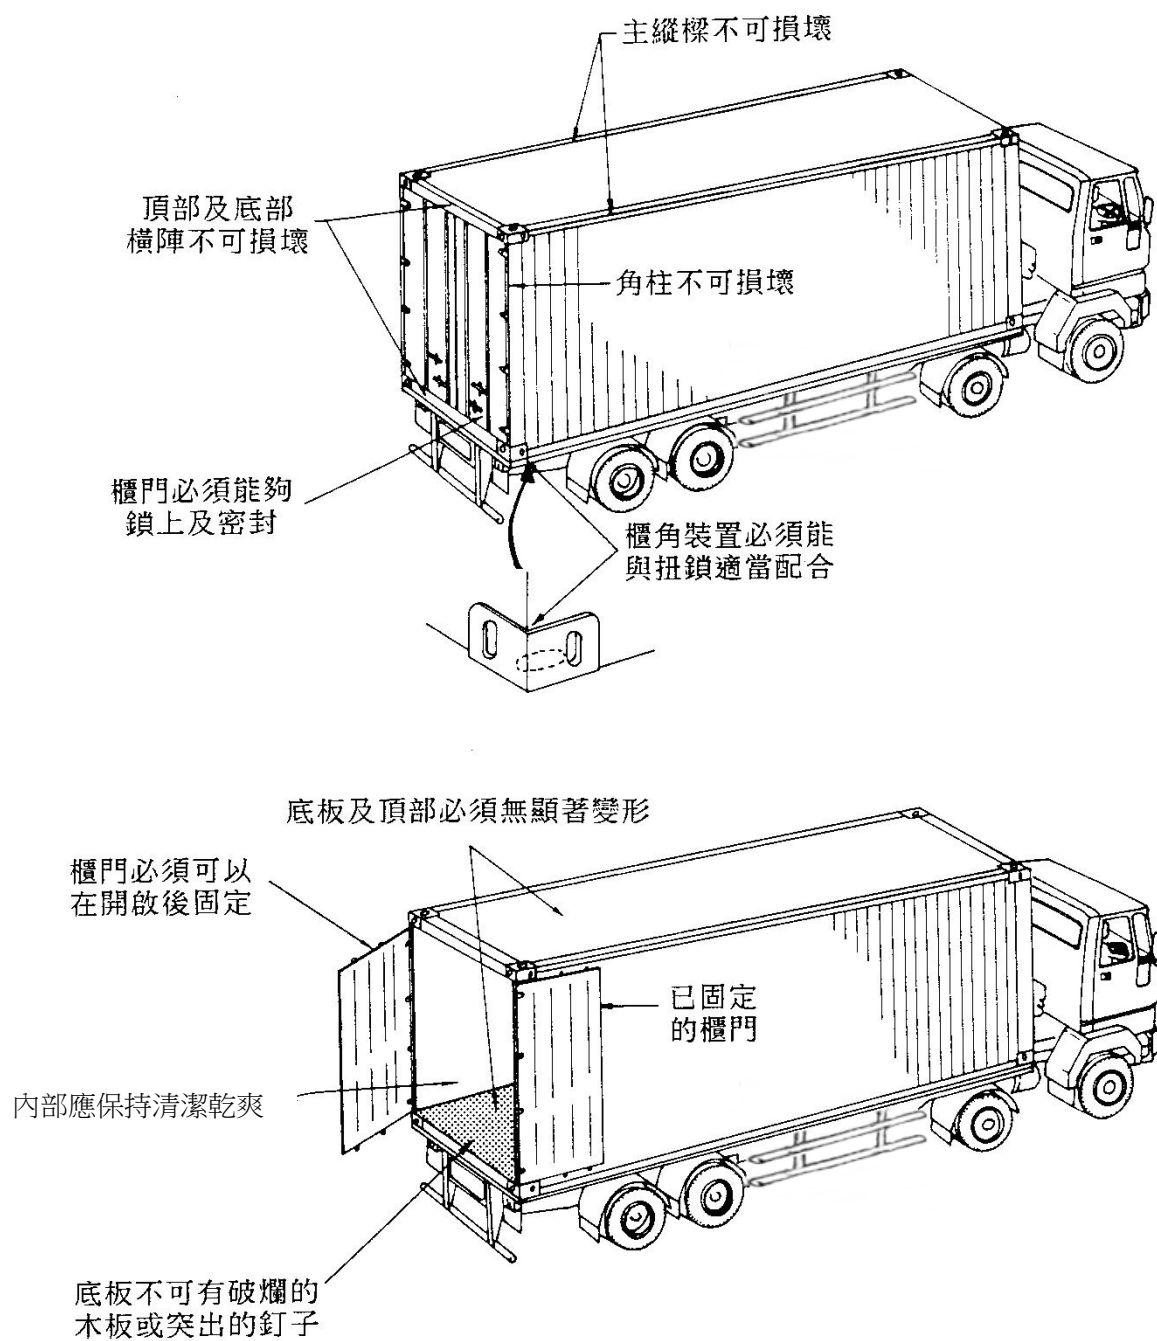 主縱樑不可損壞
頂部及底部
橫陣不可損壞
角柱不可損壞
櫃門必須能夠
鎖上及密封
櫃角裝置必須能
與扭鎖適當配合
底板及頂部必須無顯著變形
櫃門必須可以
在開啟後固定
已固定
的櫃門
內部應保持清潔乾爽
底板不可有破爛的
木板或突出的釘子